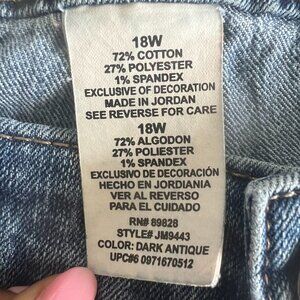 18W
72% COTTON
27% POLYESTER
1% SPANDEX
EXCLUSIVE OF DECORATION
MADE IN JORDAN
SEE REVERSE FOR CARE
18W
72% ALGODON
27% POLIESTER
1% SPANDEX
EXCLUSIVO DE DECORACIÓN
HECHO EN JORDIANIA
VER AL REVERSO
PARA EL CUIDADO
RN# 89828
STYLE# JM9443
COLOR: DARK ANTIQUE
UPC#6 0971670512